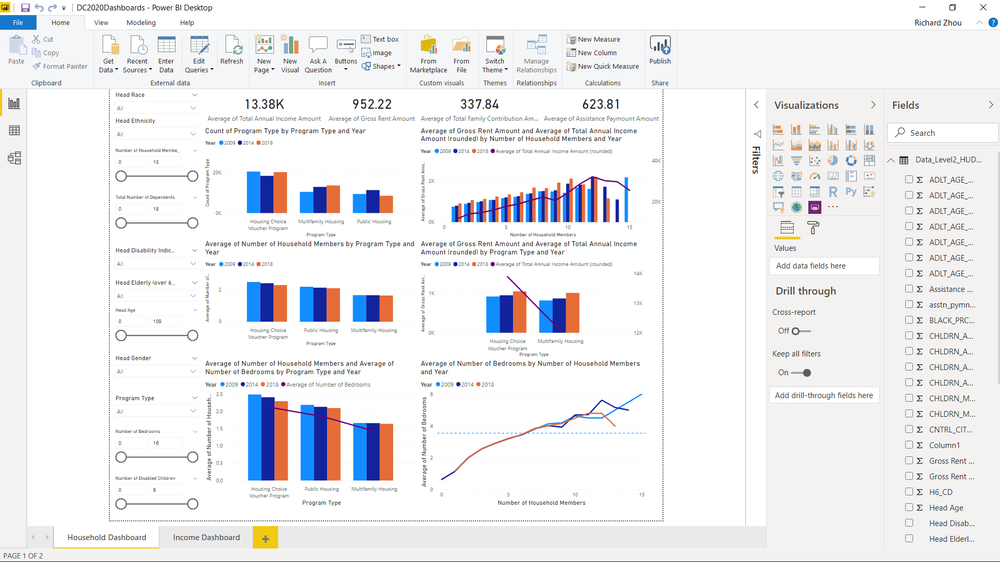 DC2020Dashboards - Power BI Desktop
File
Home
View
Modeling
Help
Richard Zhou
?
Paste
Cut
Copy
Format Painter
Clipboard
Get
Data
Recent
Sources
Enter
Data
Edit
Queries
Refresh
External data
New
Page
New
Visual
Ask A
Question
Buttons
Text box
Image
Shapes
Insert
From
Marketplace
From
File
Custom visuals
Switch
Theme
Themes
Manage
Relationships
Relationships
New Measure
New Column
New Quick Measure
Calculations
Publish
Share
Head Race
All
Head Ethnicity
All
Number of Household Membe...
0
15
Total Number of Dependents
0
18
Head Disability Indic...
All
Head Elderly (over 6...
All
Head Age
0
109
Head Gender
All
Program Type
All
Number of Bedrooms
0
16
Number of Disabled Children
0
6
13.38K
Average of Total Annual Income Amount
952.22
Average of Gross Rent Amount
337.84
Average of Total Family Contribution Am...
623.81
Average of Assistance Paymount Amount
Count of Program Type by Program Type and Year
Year 2009 2014 2018
Count of Program Type
20K
0K
Housing Choice
Voucher Program
Multifamily Housing
Public Housing
Program Type
Average of Gross Rent Amount and Average of Total Annual Income
Amount (rounded) by Number of Household Members and Year
Year 2009 2014 2018 Average of Total Annual Income Amount (rounded)
Average of Gross Rent Amo...
2K
0K
40K
20K
0 5 10 15
Number of Household Members
Average of Number of Household Members by Program Type and
Year
Year 2009 2014 2018
Average of Number of...
2
0
Housing Choice
Voucher Program
Public Housing
Multifamily Housing
Program Type
Average of Gross Rent Amount and Average of Total Annual Income
Amount (rounded) by Program Type and Year
Year 2009 2014 2018 Average of Total Annual Income Amount (rounded)
Average of Gross Rent Am...
1K
0K
14K
13K
12K
Housing Choice
Voucher Program
Multifamily Housing
Program Type
Average of Number of Household Members and Average of
Number of Bedrooms by Program Type and Year
Year 2009 2014 2018 Average of Number of Bedrooms
Average of Number of Househ...
2.5
2.0
1.5
1.0
0.5
0.0
Housing Choice
Voucher Program
Public Housing
Multifamily Housing
Program Type
Average of Number of Bedrooms by Number of Household Members
and Year
Year 2009 2014 2018
Average of Number of Bedrooms
6
4
2
0
0 5 10 15
Number of Household Members
Filters
Visualizations
R
Py
...
Values
Add data fields here
Drill through
Cross-report
Off
Keep all filters
On
Add drill-through fields here
Fields
Search
Data_Level2_HUD...
Σ ADLT_AGE_...
Σ ADLT_AGE_...
Σ ADLT_AGE_...
Σ ADLT_AGE_...
Σ ADLT_AGE_...
Σ ADLT_AGE_...
Σ ADLT_AGE_...
Σ Assistance ...
Σ asstn_pymn...
Σ BLACK_PRC...
Σ CHLDRN_A...
Σ CHLDRN_A...
Σ CHLDRN_A...
Σ CHLDRN_A...
Σ CHLDRN_M...
Σ CHLDRN_M...
Σ CNTRL_CIT...
Σ Column1
Σ Gross Rent ...
Σ Gross Rent ...
Σ H6_CD
Σ Head Age
Head Disab...
Head Elderl...
Household Dashboard
Income Dashboard
+
PAGE 1 OF 2